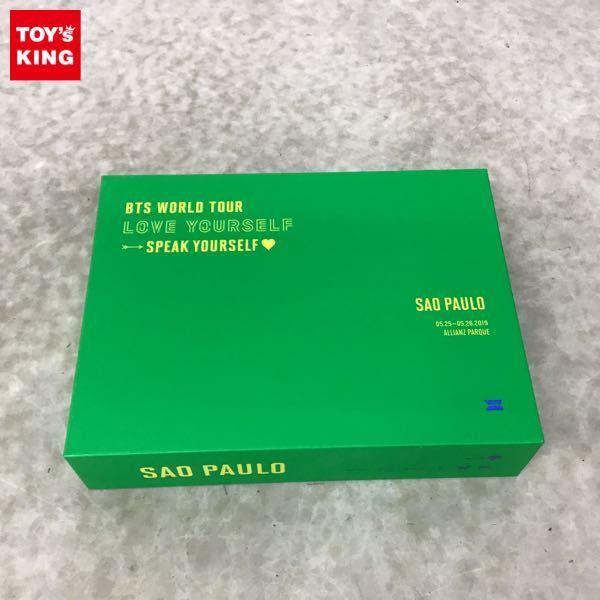 TOY's
KING
BTS WORLD TOUR
LOVE YOURSELF
SPEAK YOURSELF
SAO PAULO
05.25~05.26.2019
ALLIANZ PARQUE
SAO PAULO